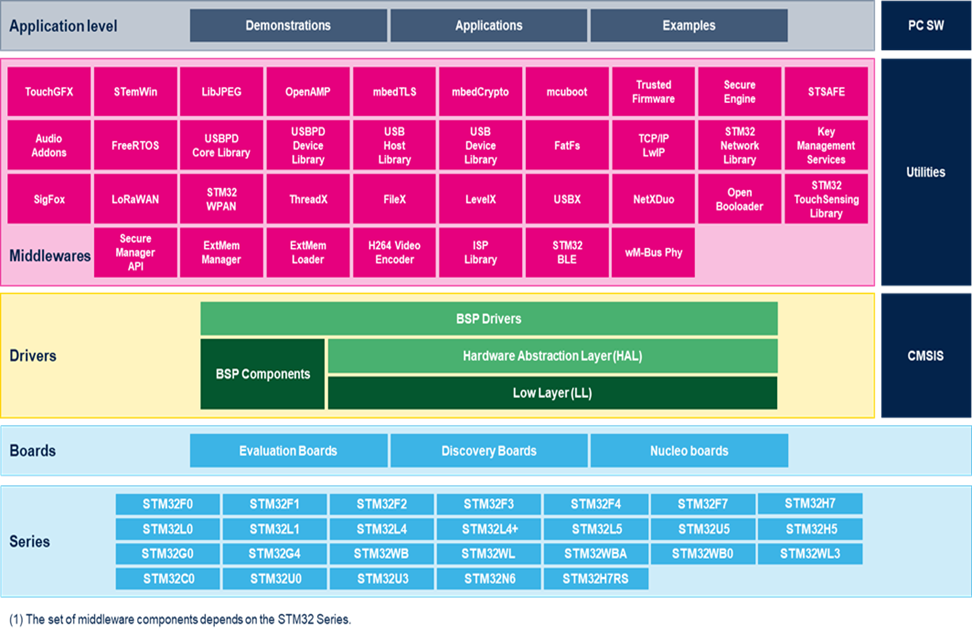 Application level
Demonstrations
Applications
Examples
PC SW
TouchGFX
STemWin
LibJPEG
OpenAMP
mbedTLS
mbedCrypto
mcuboot
Trusted
Firmware
Secure
Engine
STSAFE
Audio
Addons
FreeRTOS
USBPD
Core Library
USBPD
Device
Library
USB
Host
Library
USB
Device
Library
FatFs
TCP/IP
LwIP
STM32
Network
Library
Key
Management
Services
Utilities
SigFox
LoRaWAN
STM32
WPAN
ThreadX
FileX
LevelX
USBX
NetXDuo
Open
Booloader
STM32
TouchSensing
Library
Middlewares
Secure
Manager
API
ExtMem
Manager
ExtMem
Loader
H264 Video
Encoder
ISP
Library
STM32
BLE
wM-Bus Phy
Drivers
BSP Drivers
BSP Components
Hardware Abstraction Layer (HAL)
Low Layer (LL)
CMSIS
Boards
Evaluation Boards
Discovery Boards
Nucleo boards
Series
STM32F0
STM32F1
STM32F2
STM32F3
STM32F4
STM32F7
STM32H7
STM32L0
STM32L1
STM32L4
STM32L4+
STM32L5
STM32U5
STM32H5
STM32G0
STM32G4
STM32WB
STM32WL
STM32WBA
STM32WB0
STM32WL3
STM32C0
STM32U0
STM32U3
STM32N6
STM32H7RS
(1) The set of middleware components depends on the STM32 Series.